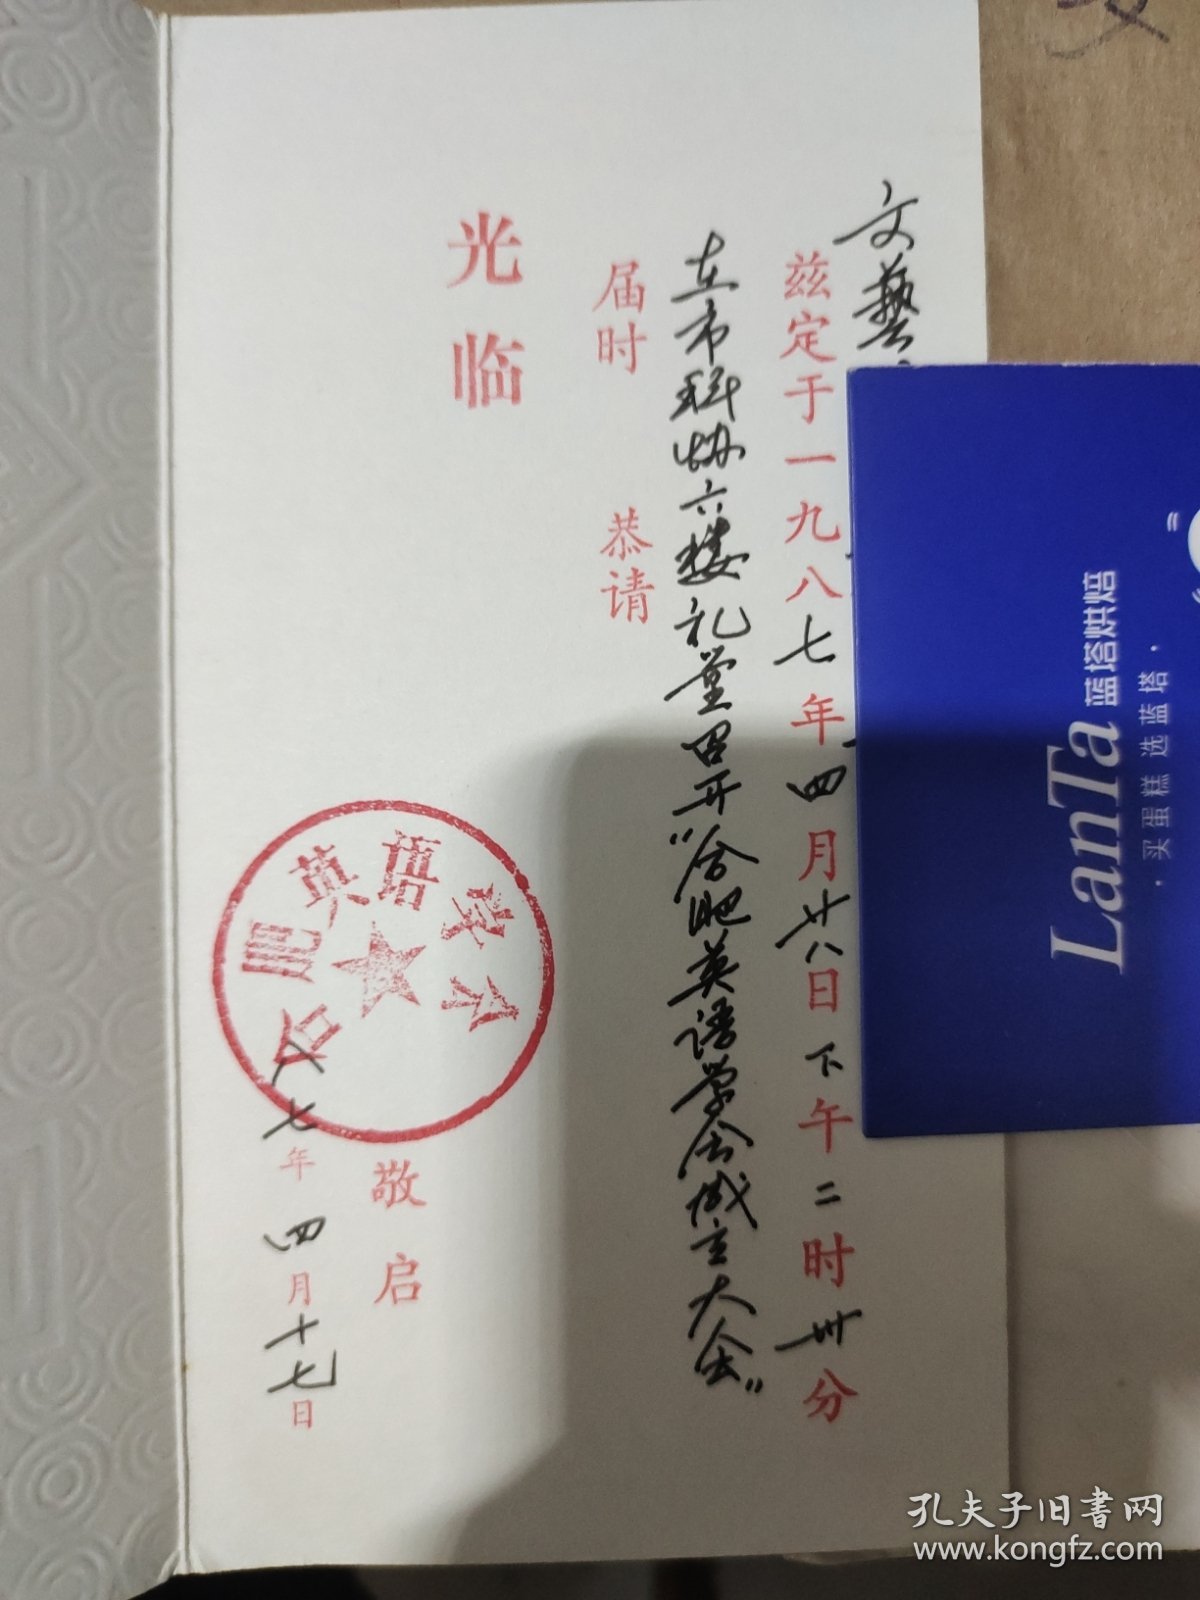 文藝
兹定于一九八七年四月廿八日下午二时卅分
在市科协六楼礼堂召开“合肥英语学会成立大会”
届时 恭请
光临
敬启
八七年四月十七日
合肥英语学会
LanTa 蓝塔烘焙
·买蛋糕 选蓝塔·
孔夫子旧书网
www.kongfz.com